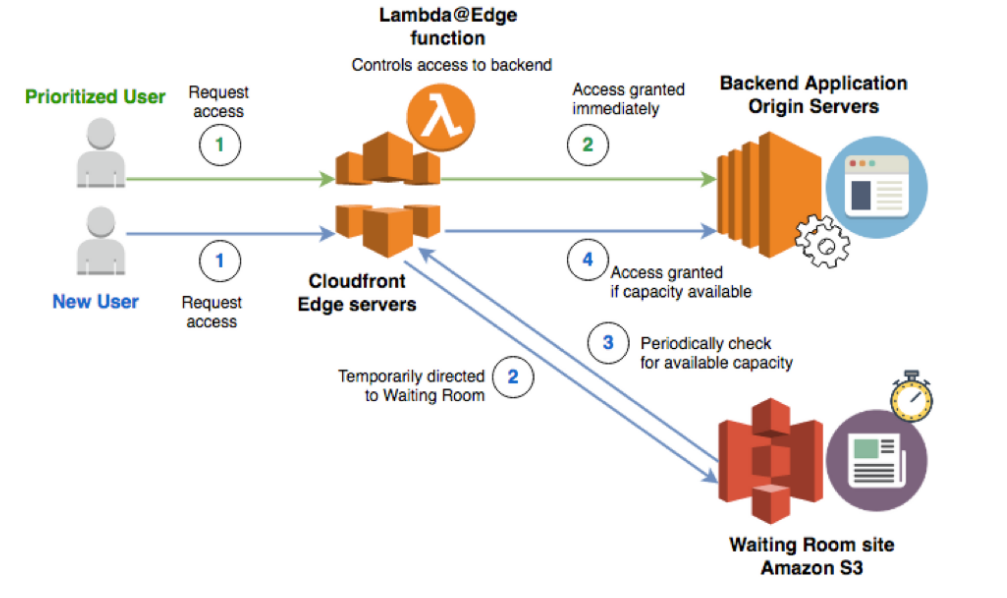 Lambda@Edge
function
Controls access to backend
Prioritized User
Request
access
1
Access granted
immediately
2
Backend Application
Origin Servers
λ
New User
1
Request
access
Cloudfront
Edge servers
4
Access granted
if capacity available
3
Periodically check
for available capacity
Temporarily directed
to Waiting Room
2
Waiting Room site
Amazon S3